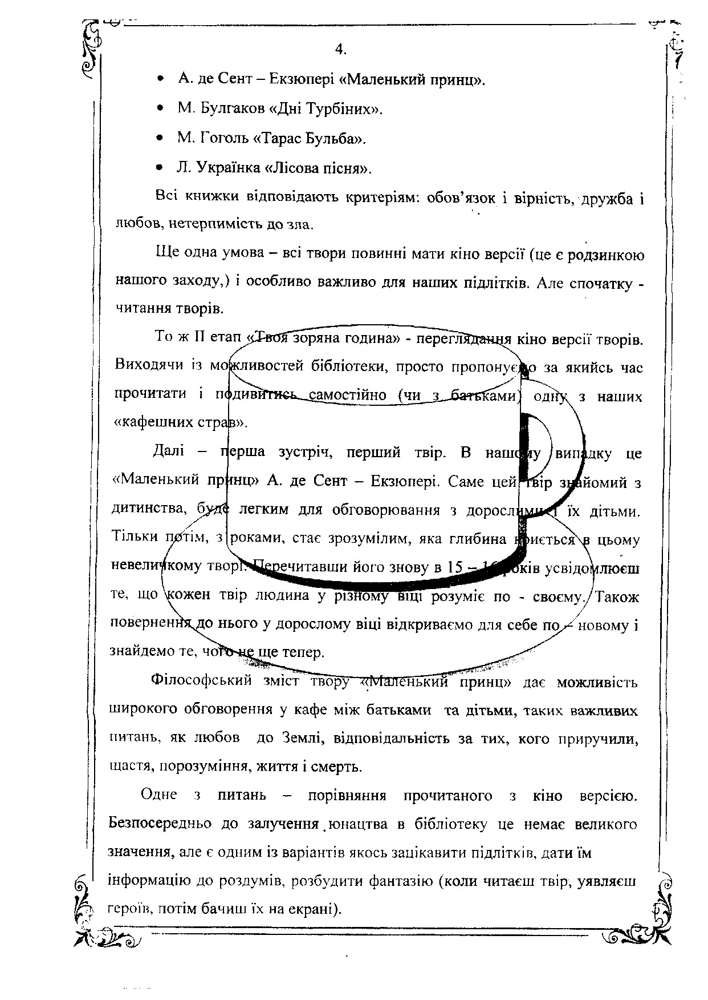 4.
• А. де Сент – Екзюпері «Маленький принц».
• М. Булгаков «Дні Турбіних».
• М. Гоголь «Тарас Бульба».
• Л. Українка «Лісова пісня».
Всі книжки відповідають критеріям: обов’язок і вірність, дружба і
любов, нетерпимість до зла.
Ще одна умова – всі твори повинні мати кіно версії (це є родзинкою
нашого заходу,) і особливо важливо для наших підлітків. Але спочатку -
читання творів.
То ж ІІ етап «Твоя зоряна година» - переглядання кіно версії творів.
Виходячи із можливостей бібліотеки, просто пропонуємо за якийсь час
прочитати і подивитись самостійно (чи з батьками) одну з наших
«кафешних страв».
Далі – перша зустріч, перший твір. В нашому випадку це
«Маленький принц» А. де Сент – Екзюпері. Саме цей твір знайомий з
дитинства, буде легким для обговорювання з дорослими і їх дітьми.
Тільки потім, з роками, стає зрозумілим, яка глибина криється в цьому
невеличкому творі. Перечитавши його знову в 15 – 16 років усвідомлюєш
те, що кожен твір людина у різному віці розуміє по - своєму. Також
повернення до нього у дорослому віці відкриваємо для себе по – новому і
знайдемо те, чого не ще тепер.
Філософський зміст твору «Маленький принц» дає можливість
широкого обговорення у кафе між батьками та дітьми, таких важливих
питань, як любов до Землі, відповідальність за тих, кого приручили,
щастя, порозуміння, життя і смерть.
Одне з питань – порівняння прочитаного з кіно версією.
Безпосередньо до залучення юнацтва в бібліотеку це немає великого
значення, але є одним із варіантів якось зацікавити підлітків, дати їм
інформацію до роздумів, розбудити фантазію (коли читаєш твір, уявляєш
героїв, потім бачиш їх на екрані).